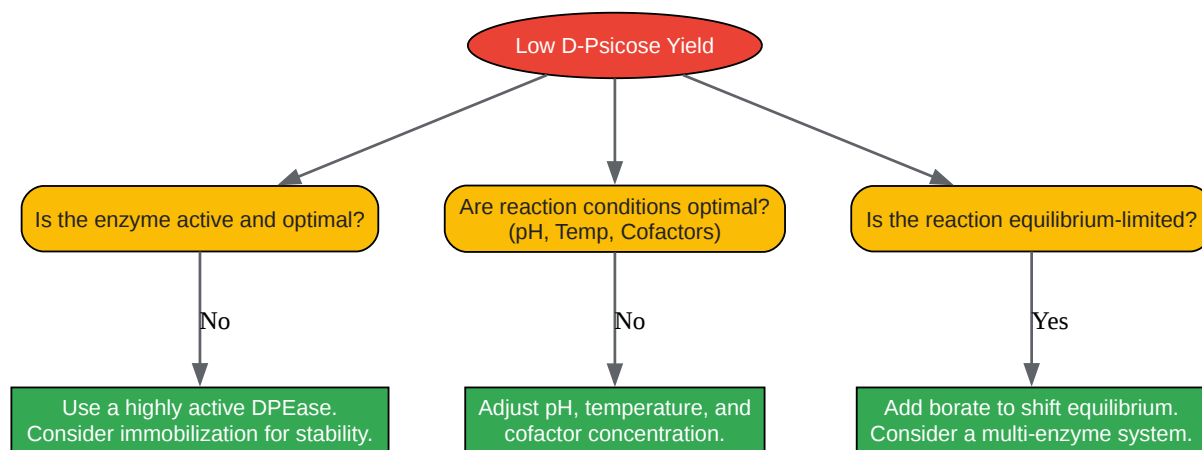 Low D-Psicose Yield
Is the enzyme active and optimal?
Are reaction conditions optimal?
(pH, Temp, Cofactors)
Is the reaction equilibrium-limited?
No
No
Yes
Use a highly active DPEase.
Consider immobilization for stability.
Adjust pH, temperature, and
cofactor concentration.
Add borate to shift equilibrium.
Consider a multi-enzyme system.